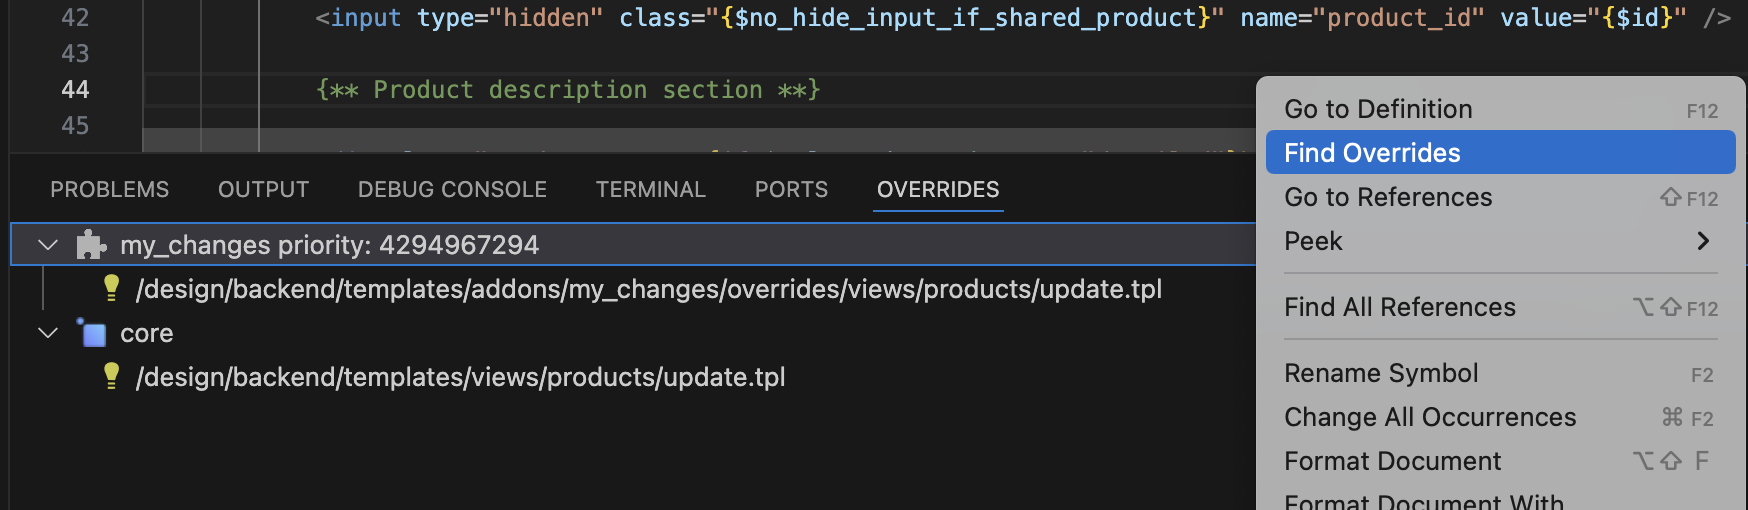 42 <input type="hidden" class="{$no_hide_input_if_shared_product}" name="product_id" value="{$id}" />
43
44 {** Product description section **}
45
PROBLEMS OUTPUT DEBUG CONSOLE TERMINAL PORTS OVERRIDES
my_changes priority: 4294967294
/design/backend/templates/addons/my_changes/overrides/views/products/update.tpl
core
/design/backend/templates/views/products/update.tpl
Go to Definition F12
Find Overrides
Go to References ⇧F12
Peek
Find All References ⌥⇧F12
Rename Symbol F2
Change All Occurrences ⌘F2
Format Document ⌥⇧F
Format Document With